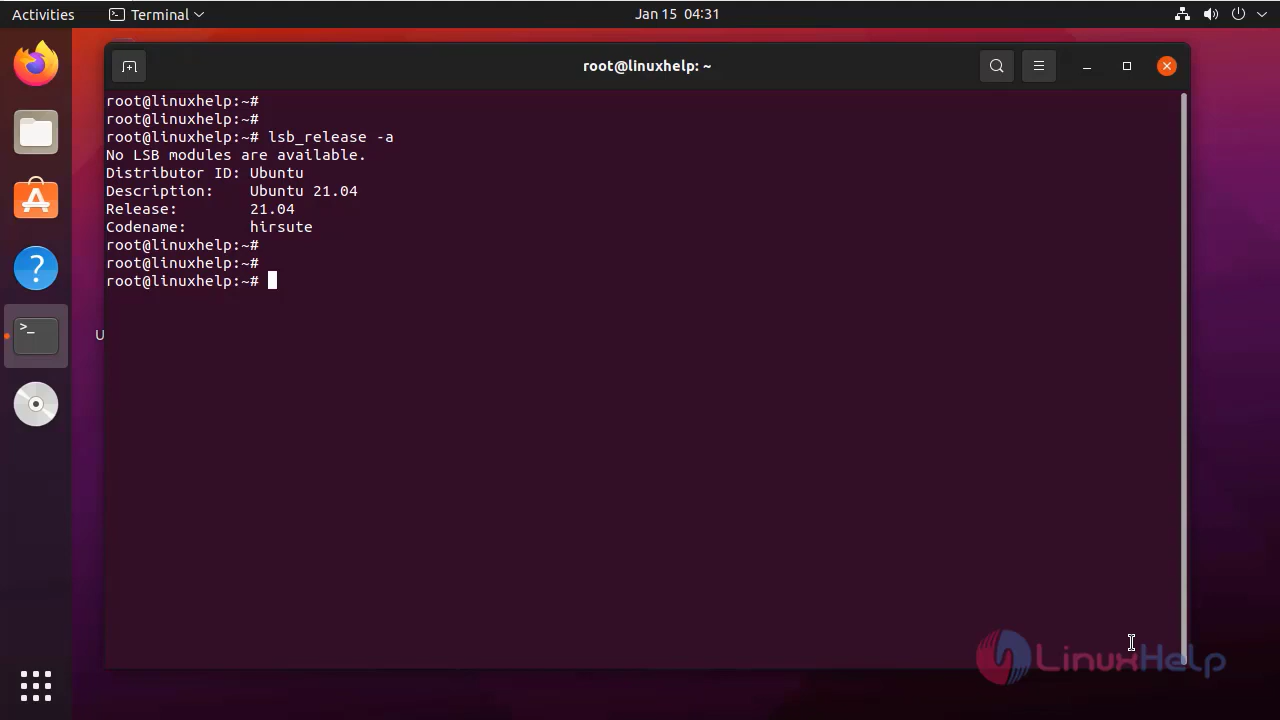 Activities Terminal Jan 15 04:31
root@linuxhelp: ~
root@linuxhelp:~#
root@linuxhelp:~#
root@linuxhelp:~# lsb_release -a
No LSB modules are available.
Distributor ID: Ubuntu
Description: Ubuntu 21.04
Release: 21.04
Codename: hirsute
root@linuxhelp:~#
root@linuxhelp:~#
root@linuxhelp:~#
U
>_
?
LinuxHelp